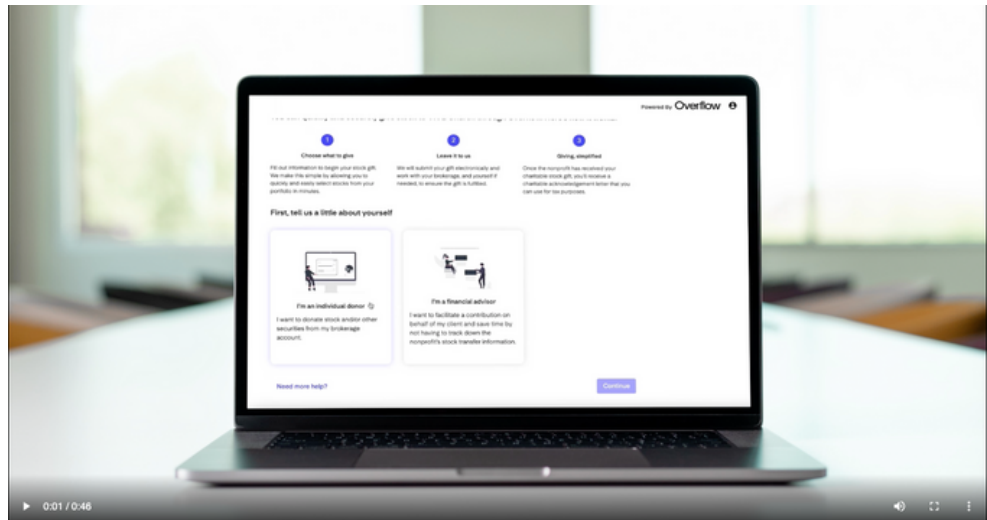 Powered By Overflow
1
2
3
Choose what to give
Leave it to us
Giving, simplified
Fill out information to begin your stock gift.
We make this simple by allowing you to
quickly and easily select stocks from your
portfolio in minutes.
We will submit your gift electronically and
work with your brokerage, and yourself if
needed, to ensure the gift is fulfilled.
Once the nonprofit has received your
charitable stock gift, you'll receive a
charitable acknowledgement letter that you
can use for tax purposes.
First, tell us a little about yourself
I'm an individual donor
I want to donate stock and/or other
securities from my brokerage
account.
I'm a financial advisor
I want to facilitate a contribution on
behalf of my client and save time by
not having to track down the
nonprofit's stock transfer information.
Need more help?
Continue
0:01 / 0:46